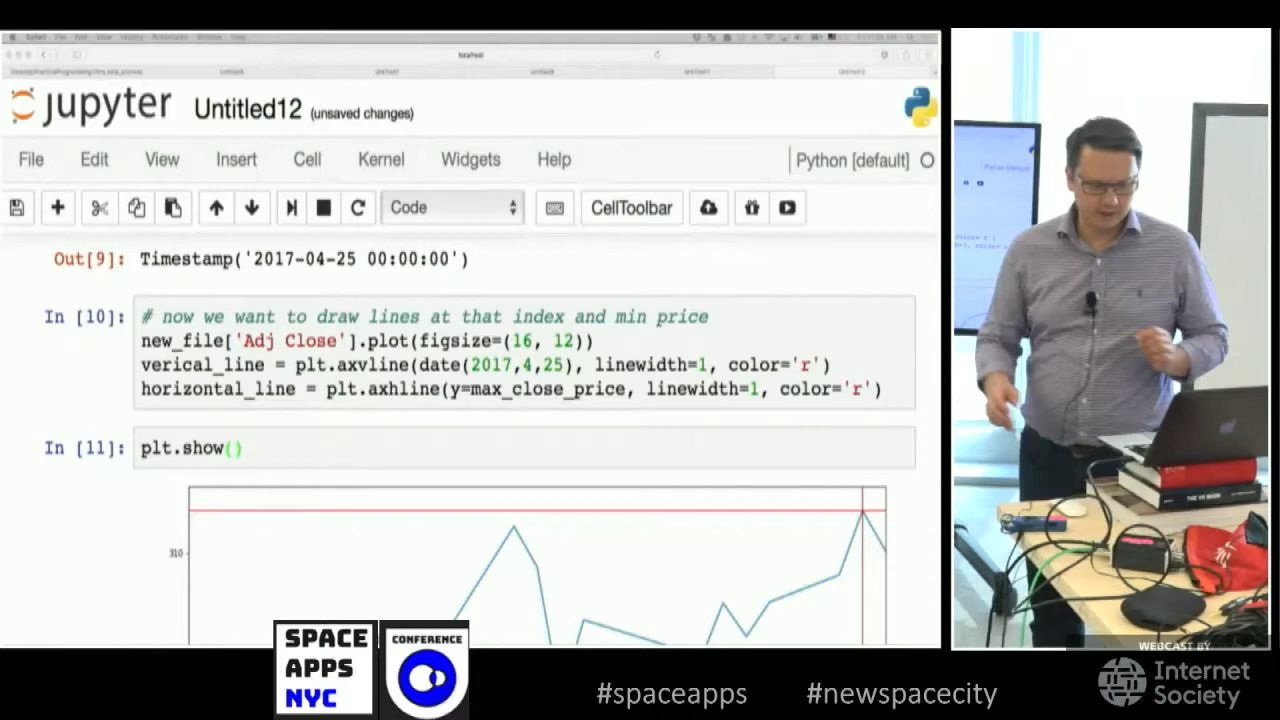 localhost
jupyter Untitled12 (unsaved changes)
File Edit View Insert Cell Kernel Widgets Help Python [default]
Code CellToolbar
Out[9]: Timestamp('2017-04-25 00:00:00')
In [10]: # now we want to draw lines at that index and min price
new_file['Adj Close'].plot(figsize=(16, 12))
verical_line = plt.axvline(date(2017,4,25), linewidth=1, color='r')
horizontal_line = plt.axhline(y=max_close_price, linewidth=1, color='r')
In [11]: plt.show()
310
THE VR BOOK
WEBCAST BY
SPACE
APPS
NYC
CONFERENCE
#spaceapps #newspacecity
Internet
Society